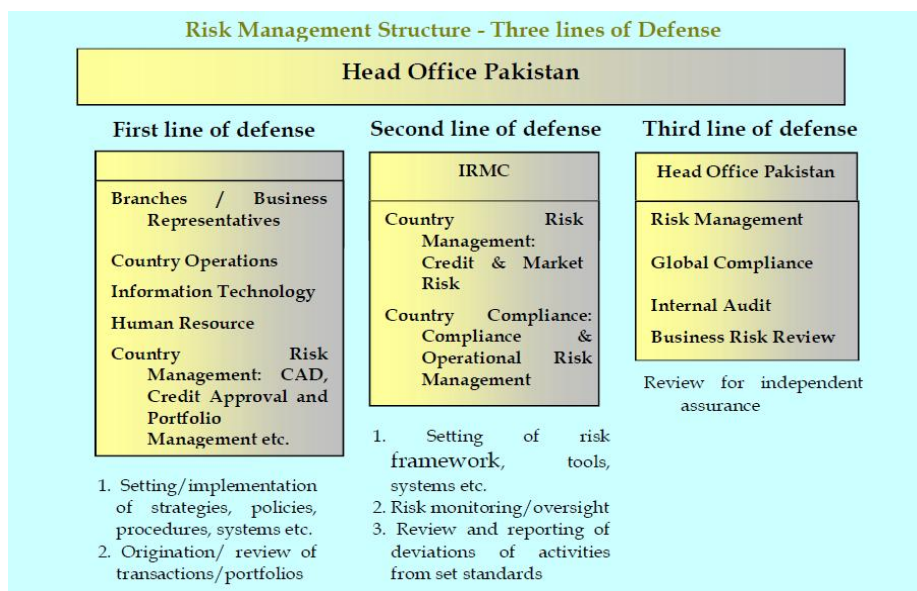 Risk Management Structure - Three lines of Defense
Head Office Pakistan
First line of defense
Branches / Business
Representatives
Country Operations
Information Technology
Human Resource
Country Risk
Management: CAD,
Credit Approval and
Portfolio
Management etc.
1. Setting/implementation
of strategies, policies,
procedures, systems etc.
2. Origination/ review of
transactions/portfolios
Second line of defense
IRMC
Country Risk
Management:
Credit & Market
Risk
Country Compliance:
Compliance &
Operational Risk
Management
1. Setting of risk
framework, tools,
systems etc.
2. Risk monitoring/oversight
3. Review and reporting of
deviations of activities
from set standards
Third line of defense
Head Office Pakistan
Risk Management
Global Compliance
Internal Audit
Business Risk Review
Review for independent
assurance